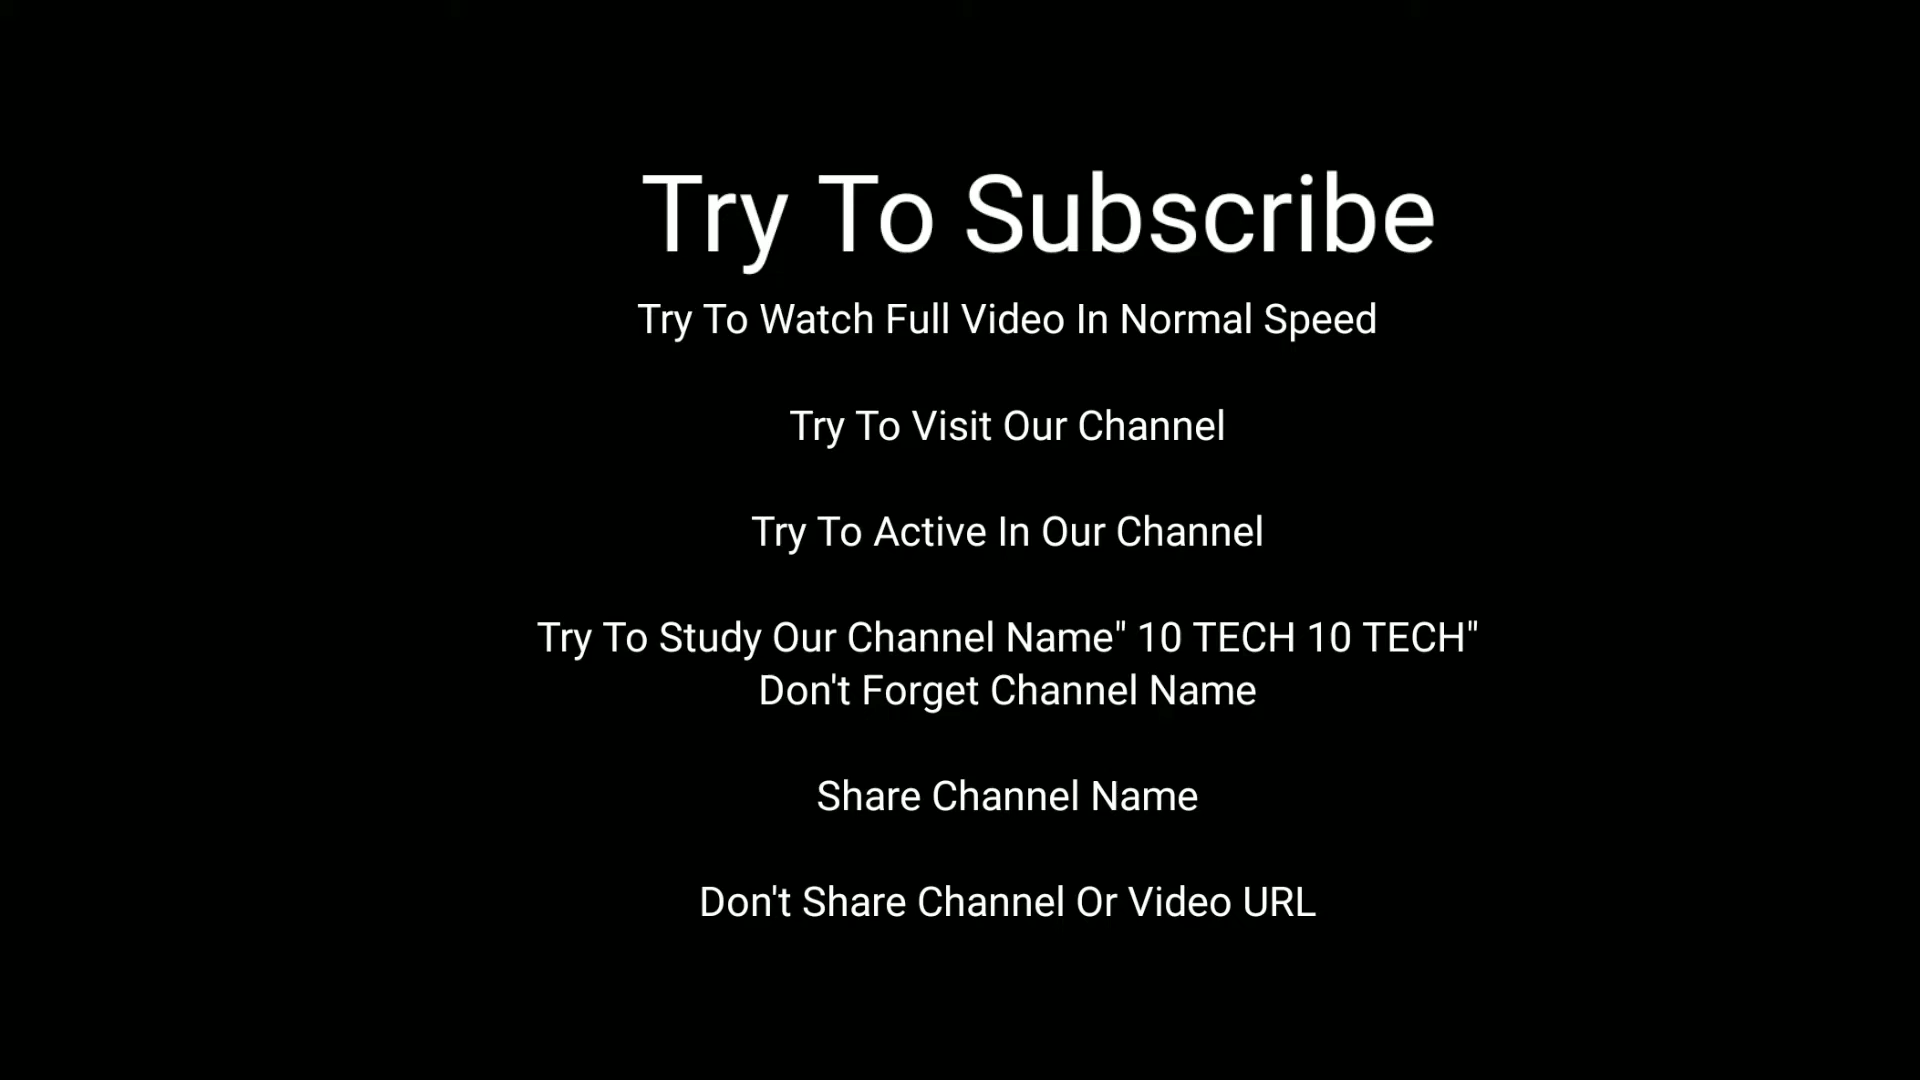 Try To Subscribe
Try To Watch Full Video In Normal Speed
Try To Visit Our Channel
Try To Active In Our Channel
Try To Study Our Channel Name" 10 TECH 10 TECH"
Don't Forget Channel Name
Share Channel Name
Don't Share Channel Or Video URL